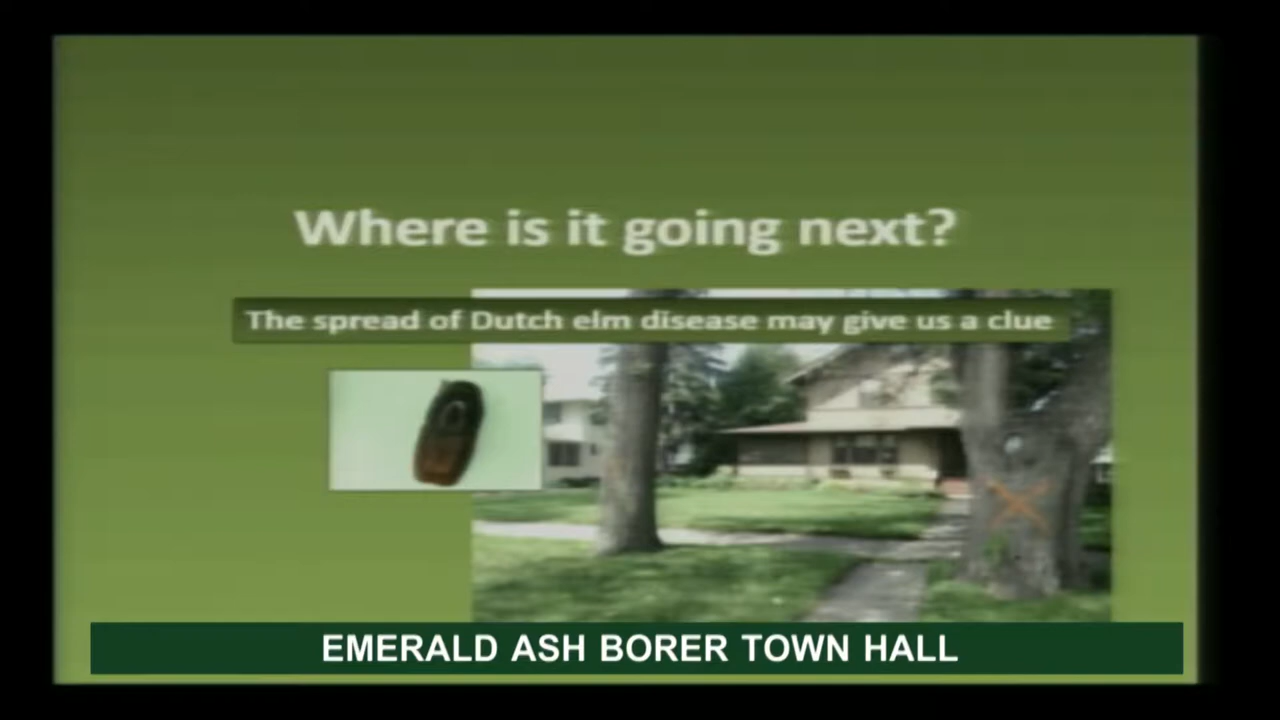 Where is it going next?
The spread of Dutch elm disease may give us a clue
EMERALD ASH BORER TOWN HALL